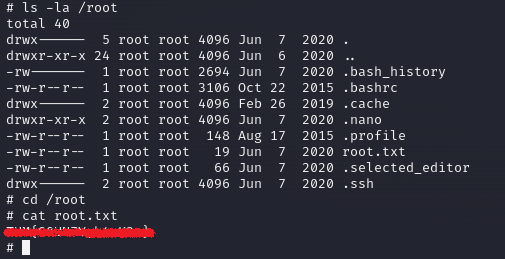 # ls -la /root
total 40
drwx------  5 root root 4096 Jun  7  2020 .
drwxr-xr-x 24 root root 4096 Jun  6  2020 ..
-rw-------  1 root root 2694 Jun  7  2020 .bash_history
-rw-r--r--  1 root root 3106 Oct 22  2015 .bashrc
drwx------  2 root root 4096 Feb 26  2019 .cache
drwxr-xr-x  2 root root 4096 Jun  7  2020 .nano
-rw-r--r--  1 root root  148 Aug 17  2015 .profile
-rw-r--r--  1 root root   19 Jun  7  2020 root.txt
-rw-r--r--  1 root root   66 Jun  7  2020 .selected_editor
drwx------  2 root root 4096 Jun  7  2020 .ssh
# cd /root
# cat root.txt
#